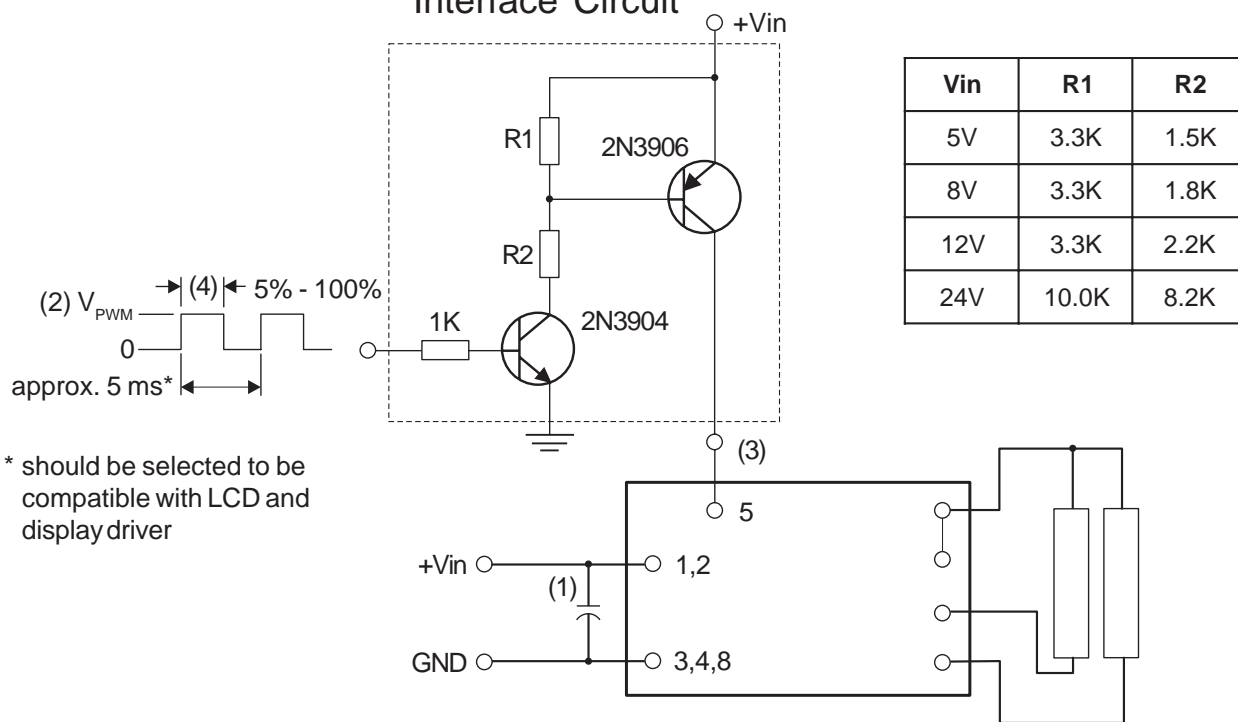 Interface Circuit
+Vin
Vin R1 R2
5V 3.3K 1.5K
8V 3.3K 1.8K
12V 3.3K 2.2K
24V 10.0K 8.2K
R1
2N3906
R2
(2) VPWM
(4)
5% - 100%
0
approx. 5 ms*
1K
2N3904
* should be selected to be
compatible with LCD and
display driver
(3)
5
+Vin
(1)
1,2
GND
3,4,8